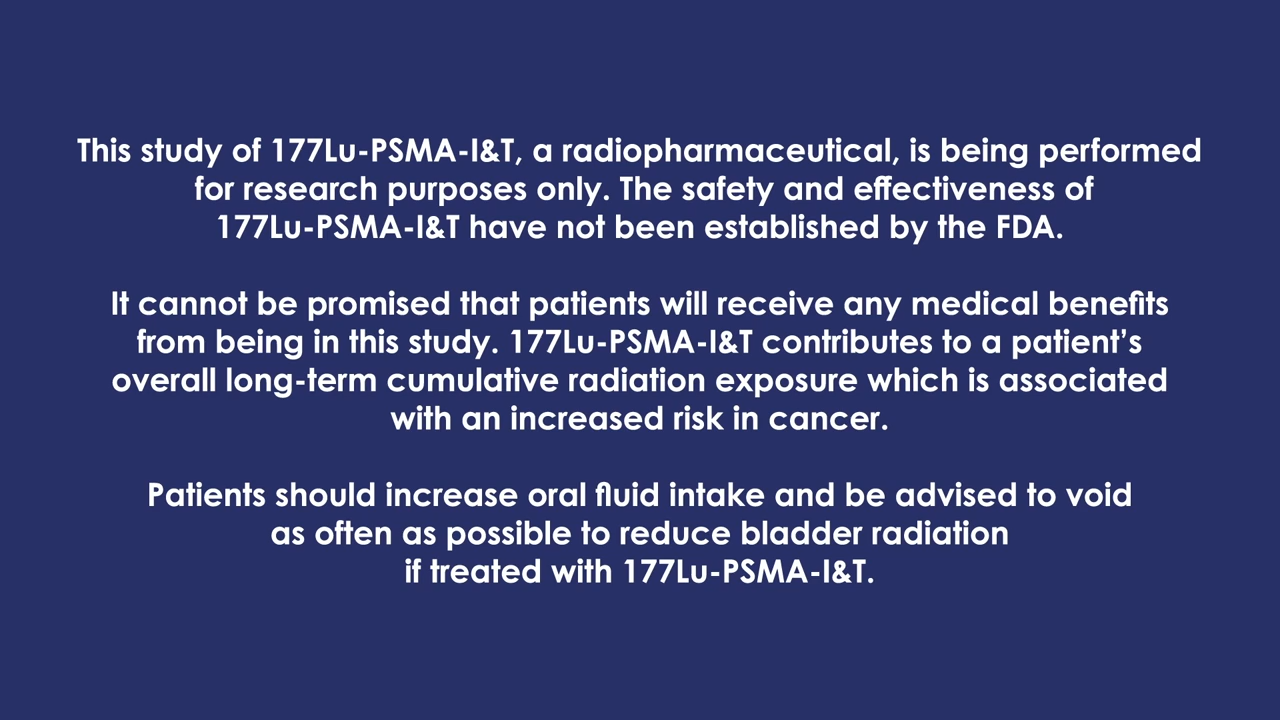 This study of 177Lu-PSMA-I&T, a radiopharmaceutical, is being performed
for research purposes only. The safety and effectiveness of
177Lu-PSMA-I&T have not been established by the FDA.
It cannot be promised that patients will receive any medical benefits
from being in this study. 177Lu-PSMA-I&T contributes to a patient’s
overall long-term cumulative radiation exposure which is associated
with an increased risk in cancer.
Patients should increase oral fluid intake and be advised to void
as often as possible to reduce bladder radiation
if treated with 177Lu-PSMA-I&T.